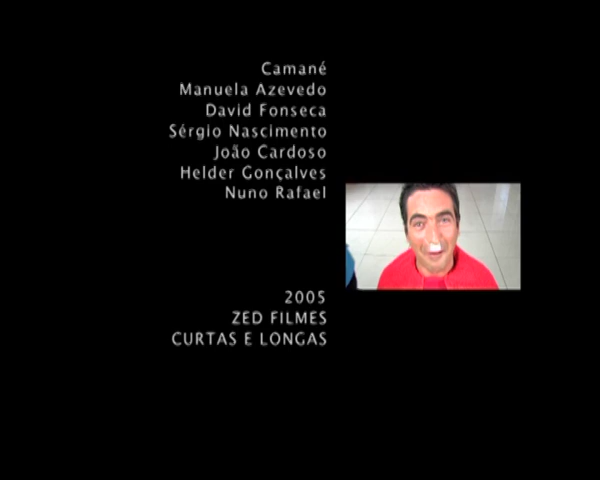 Camané
Manuela Azevedo
David Fonseca
Sérgio Nascimento
João Cardoso
Helder Gonçalves
Nuno Rafael
2005
ZED FILMES
CURTAS E LONGAS